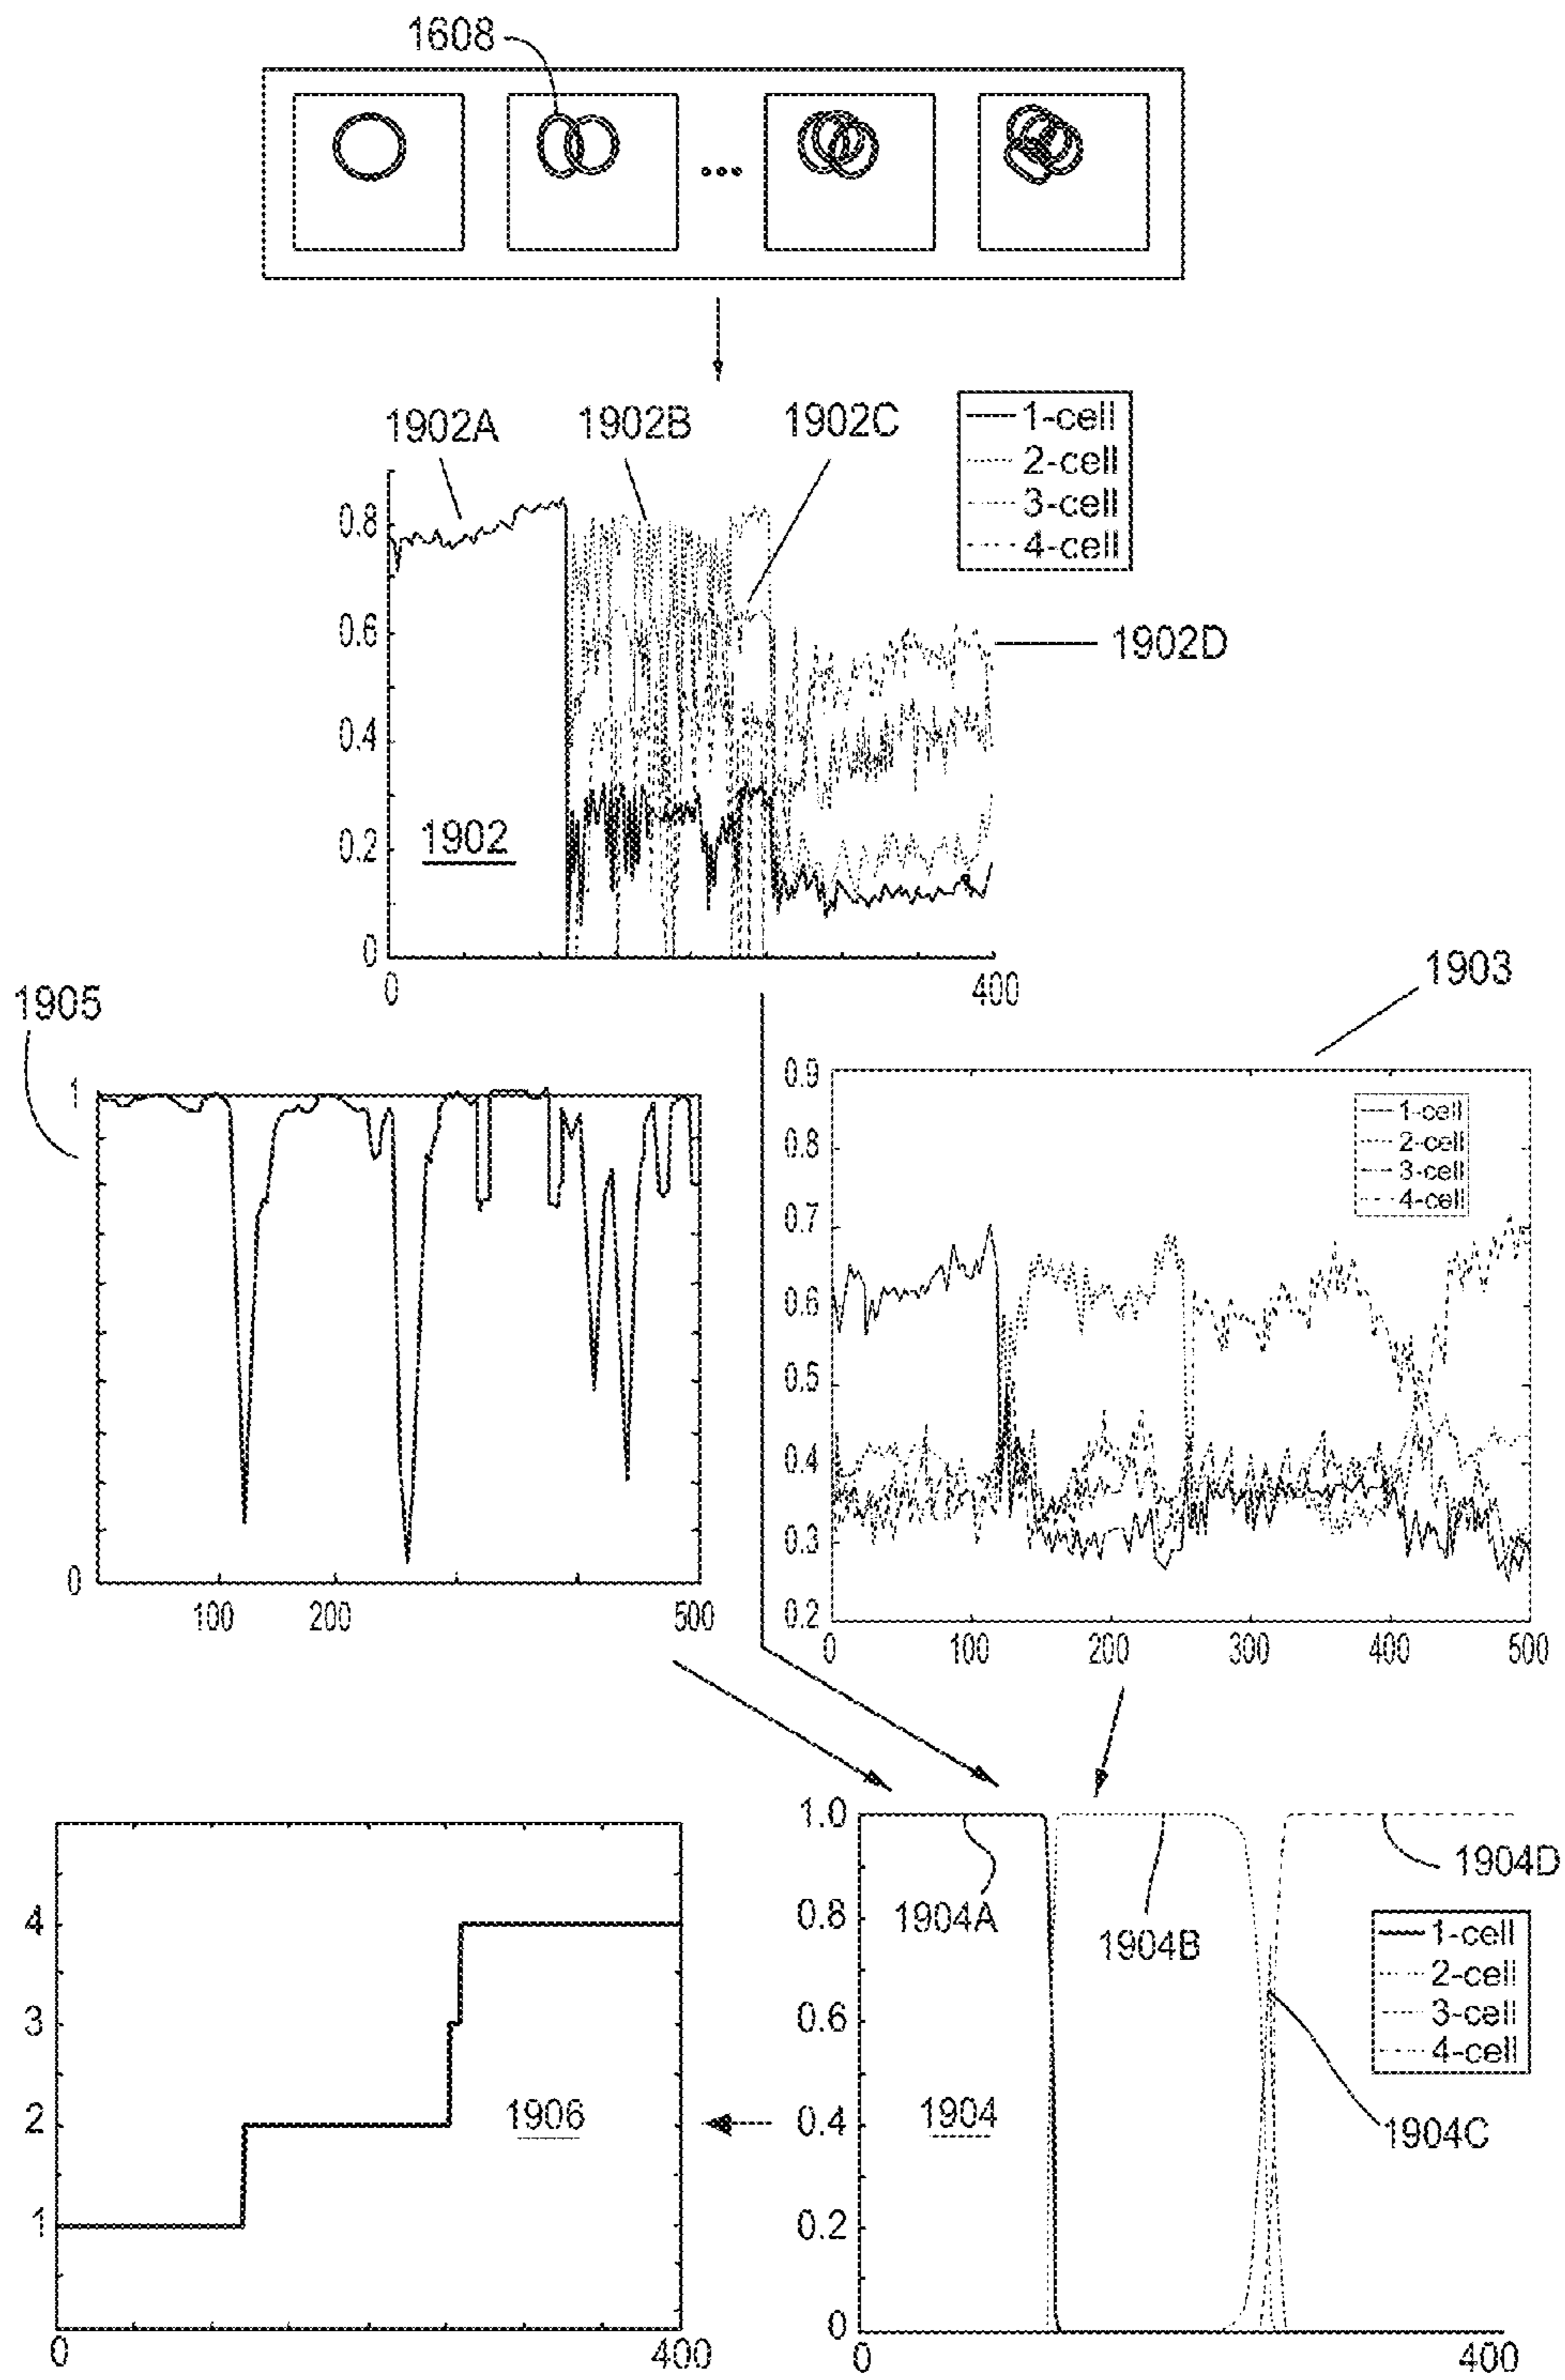 1608
...
1902A 1902B 1902C
1-cell
2-cell
3-cell
4-cell
0.8
0.6
0.4
0.2
0
1902D
1902
0 400
1905
1
0
100 200 500
1903
0.9
0.8
0.7
0.6
0.5
0.4
0.3
0.2
1-cell
2-cell
3-cell
4-cell
0 100 200 300 400 500
4
3
2
1
1906
0 400
1.0
0.8
0.6
0.4
0.2
0
1904A
1904B
1904D
1-cell
2-cell
3-cell
4-cell
1904
1904C
0 400